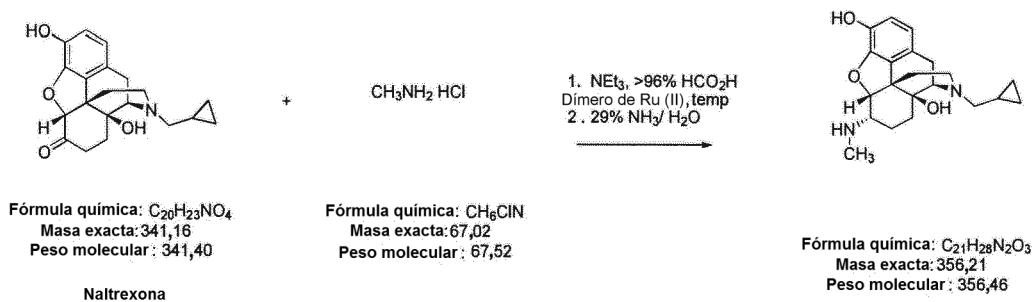 HO
O
H
O
OH
N
+
CH₃NH₂ HCl
1. NEt₃, >96% HCO₂H
Dímero de Ru (II), temp
2 . 29% NH₃/ H₂O
HO
O
H
HN
CH₃
OH
N
Fórmula química: C₂₀H₂₃NO₄
Masa exacta:341,16
Peso molecular : 341,40
Naltrexona
Fórmula química: CH₆ClN
Masa exacta:67,02
Peso molecular : 67,52
Fórmula química: C₂₁H₂₈N₂O₃
Masa exacta:356,21
Peso molecular : 356,46